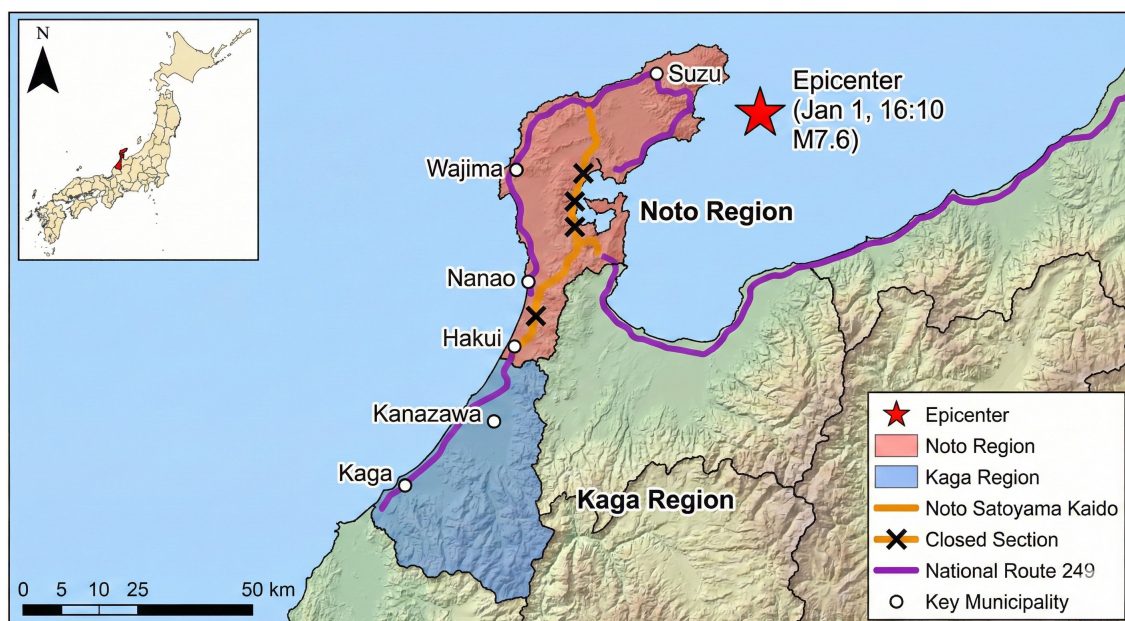 N
Suzu
Epicenter
(Jan 1, 16:10
M7.6)
Wajima
Noto Region
Nanao
Hakui
Kanazawa
Kaga
Kaga Region
Epicenter
Noto Region
Kaga Region
Noto Satoyama Kaido
Closed Section
National Route 249
Key Municipality
0 5 10 25 50 km